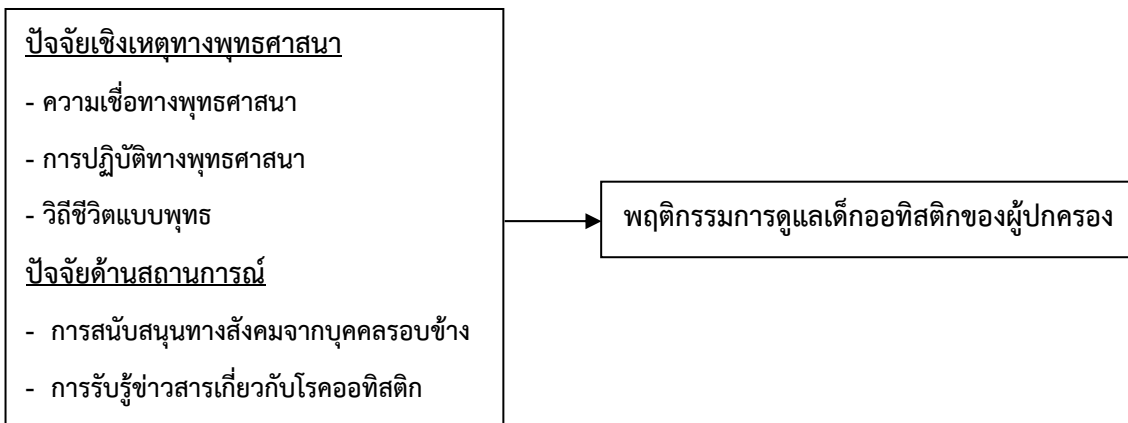 ปัจจัยเชิงเหตุทางพุทธศาสนา
- ความเชื่อทางพุทธศาสนา
- การปฏิบัติทางพุทธศาสนา
- วิถีชีวิตแบบพุทธ
พฤติกรรมการดูแลเด็กออทิสติกของผู้ปกครอง
ปัจจัยด้านสถานการณ์
- การสนับสนุนทางสังคมจากบุคคลรอบข้าง
- การรับรู้ข่าวสารเกี่ยวกับโรคออทิสติก